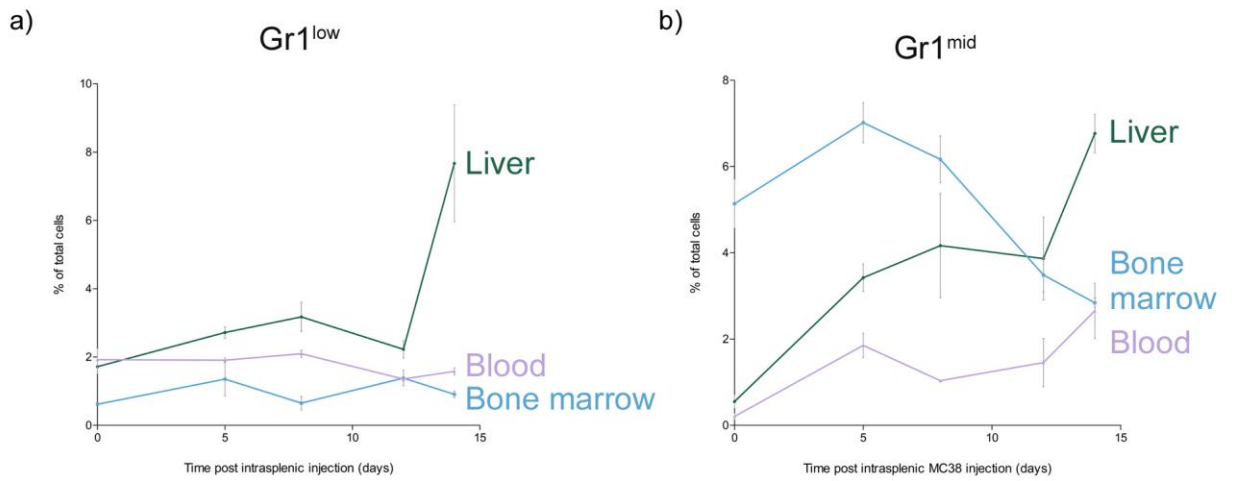 a)
Gr1low
10
8
6
4
2
0
0
5
10
15
% of total cells
Time post intrasplenic injection (days)
Liver
Blood
Bone marrow
b)
Gr1mid
8
6
4
2
0
0
5
10
15
% of total cells
Time post intrasplenic MC38 injection (days)
Liver
Bone
marrow
Blood